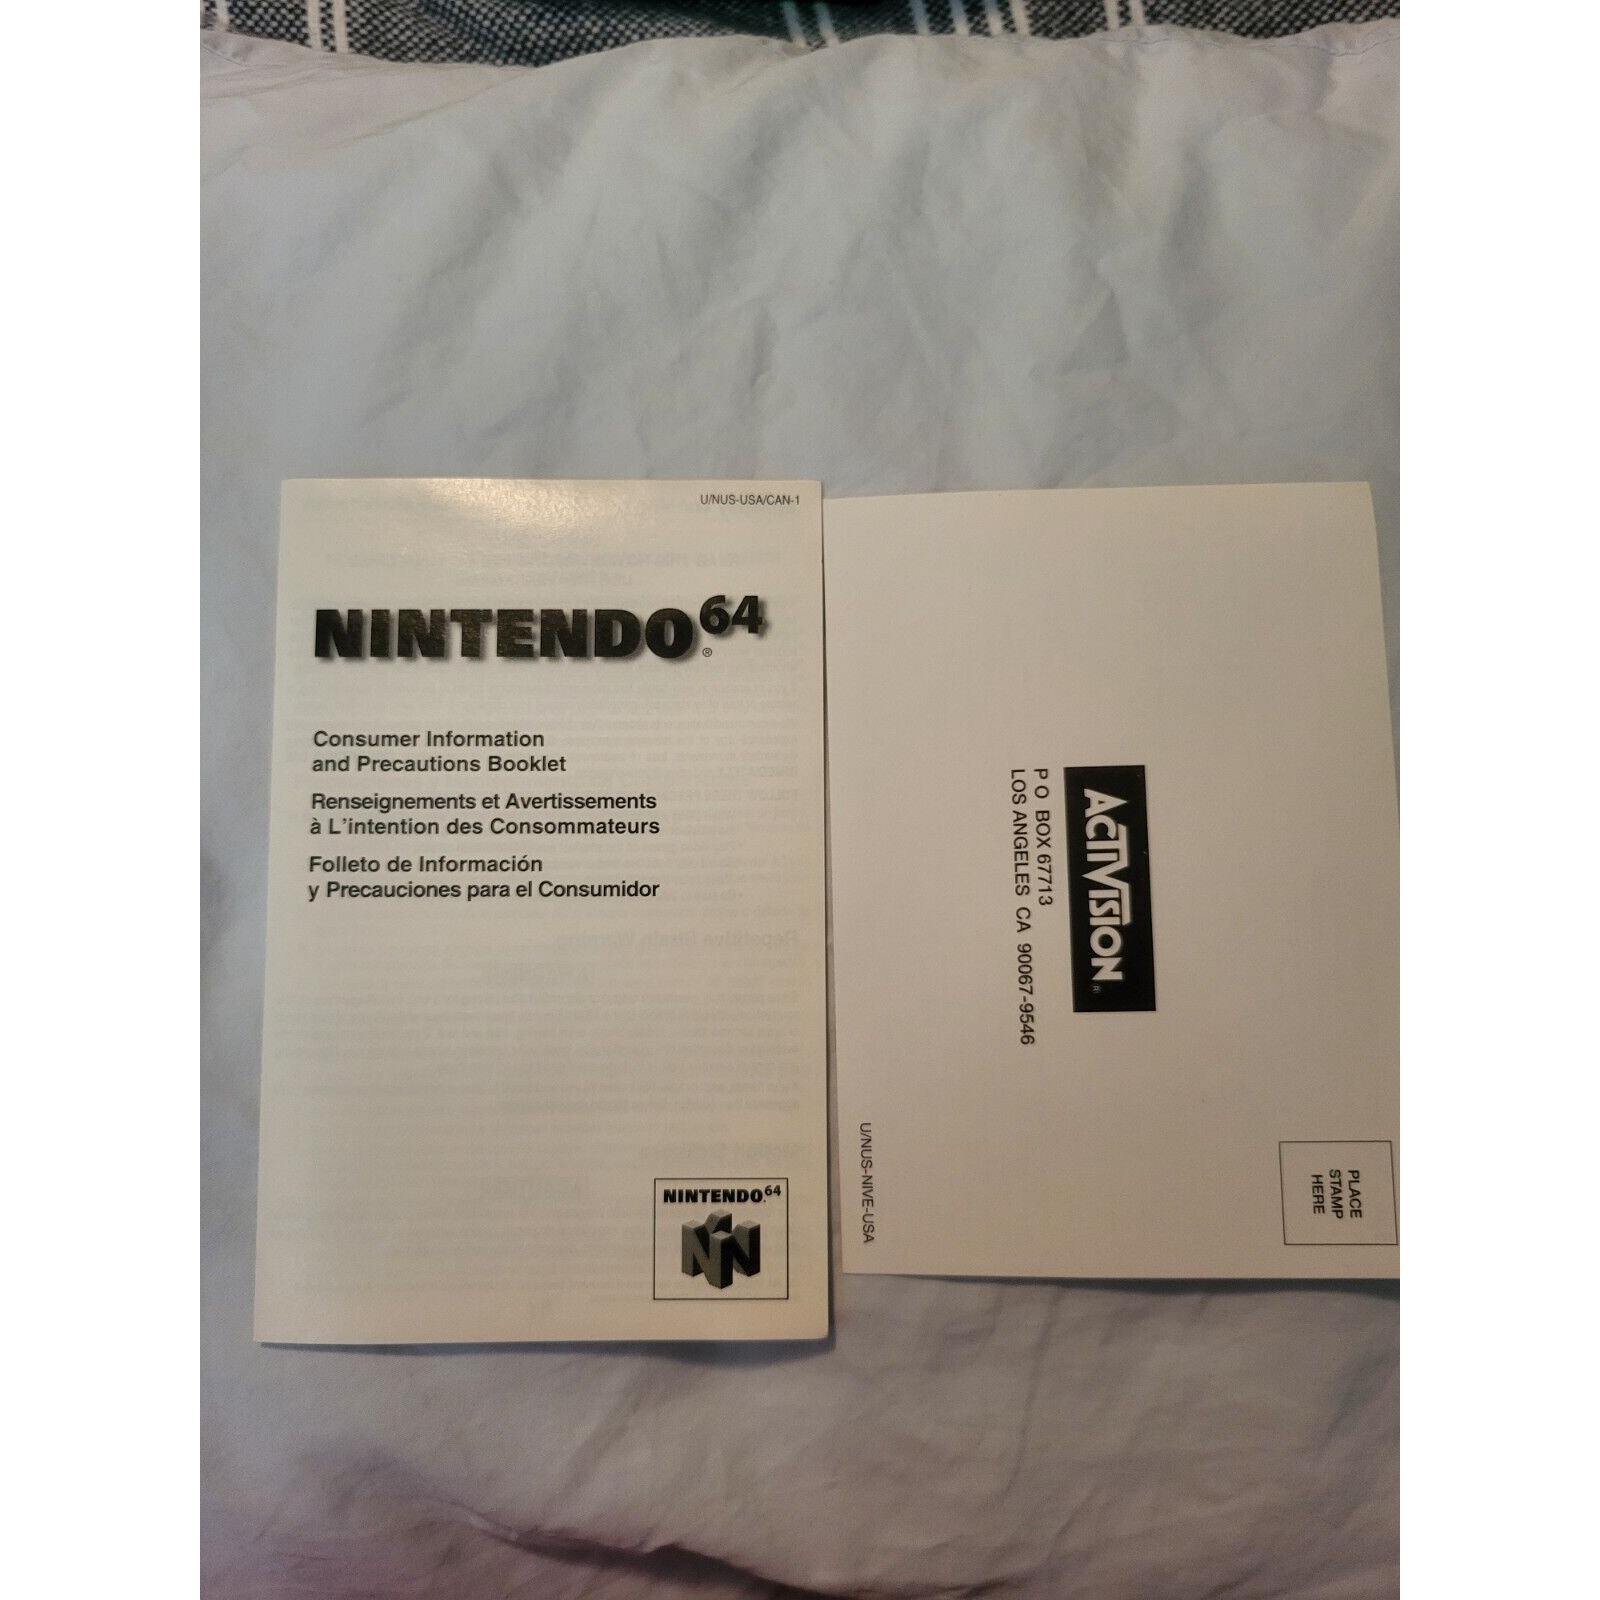 U/NUS-USA/CAN-1
NINTENDO64®
Consumer Information
and Precautions Booklet
Renseignements et Avertissements
à L'intention des Consommateurs
Folleto de Información
y Precauciones para el Consumidor
NINTENDO64
ACTIVISION®
P O BOX 67713
LOS ANGELES CA 90067-9546
PLACE
STAMP
HERE
U/NUS-NIVE-USA